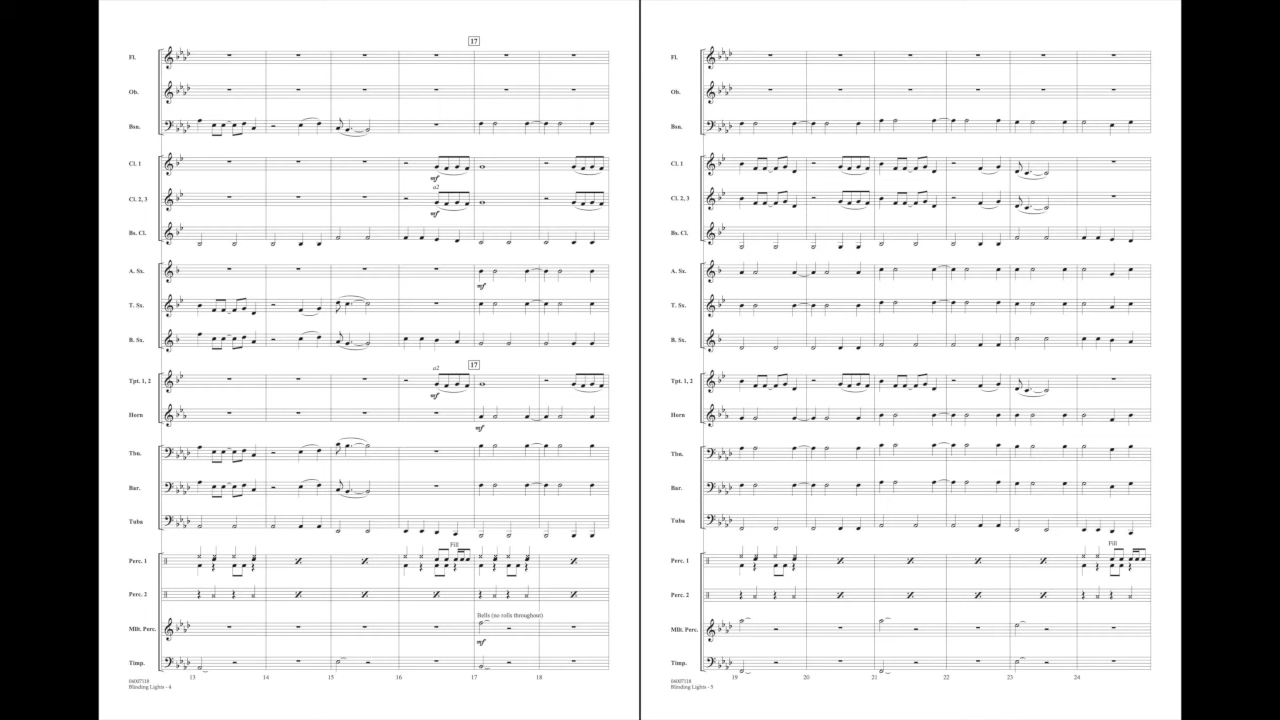 17
Fl.
Ob.
Bsn.
Cl. 1
mf
a2
Cl. 2, 3
mf
Bs. Cl.
A. Sx.
mf
T. Sx.
B. Sx.
17
a2
Tpt. 1, 2
mf
Horn
mf
Tbn.
Bar.
Tuba
Fill
Perc. 1
Perc. 2
Bells (no rolls throughout)
Mlt. Perc.
mf
Timp.
13 14 15 16 17 18
04007118
Blinding Lights - 4
Fl.
Ob.
Bsn.
Cl. 1
Cl. 2, 3
Bs. Cl.
A. Sx.
T. Sx.
B. Sx.
Tpt. 1, 2
Horn
Tbn.
Bar.
Tuba
Fill
Perc. 1
Perc. 2
Mlt. Perc.
Timp.
19 20 21 22 23 24
04007118
Blinding Lights - 5